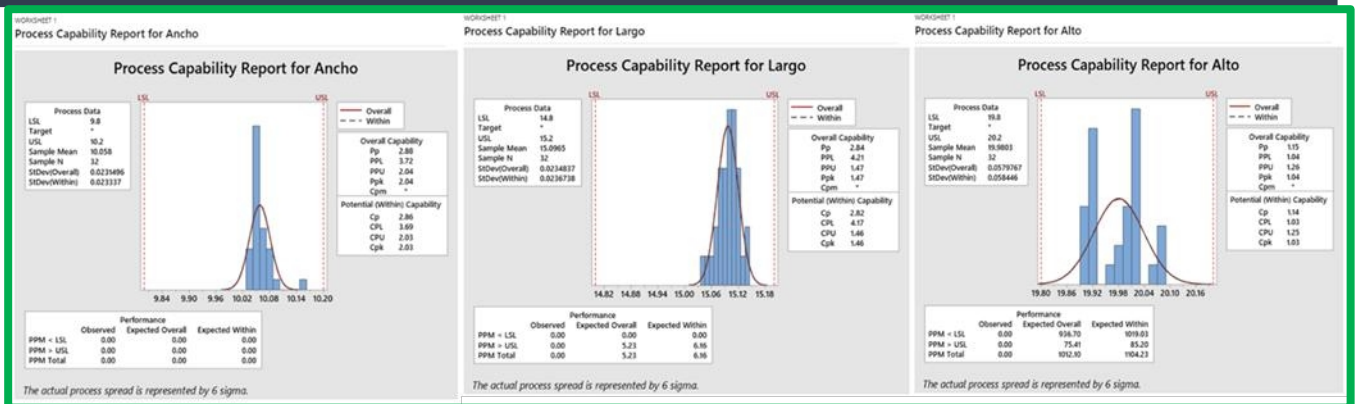 WORKSHEET 1
Process Capability Report for Ancho
Process Capability Report for Ancho
LSL
USL
Process Data
LSL 9.8
Target *
USL 10.2
Sample Mean 10.058
Sample N 32
StDev(Overall) 0.0231496
StDev(Within) 0.023337
Overall
Within
Overall Capability
Pp 2.88
PPL 3.72
PPU 2.04
Ppk 2.04
Cpm *
Potential (Within) Capability
Cp 2.86
CPL 3.69
CPU 2.03
Cpk 2.03
9.84 9.90 9.96 10.02 10.08 10.14 10.20
Performance
Observed Expected Overall Expected Within
PPM < LSL 0.00 0.00 0.00
PPM > USL 0.00 0.00 0.00
PPM Total 0.00 0.00 0.00
The actual process spread is represented by 6 sigma.
WORKSHEET 1
Process Capability Report for Largo
Process Capability Report for Largo
LSL
USL
Process Data
LSL 14.8
Target *
USL 15.2
Sample Mean 15.0965
Sample N 32
StDev(Overall) 0.0234837
StDev(Within) 0.0236738
Overall
Within
Overall Capability
Pp 2.84
PPL 4.21
PPU 1.47
Ppk 1.47
Cpm *
Potential (Within) Capability
Cp 2.82
CPL 4.17
CPU 1.46
Cpk 1.46
14.82 14.88 14.94 15.00 15.06 15.12 15.18
Performance
Observed Expected Overall Expected Within
PPM < LSL 0.00 0.00 0.00
PPM > USL 0.00 5.23 6.16
PPM Total 0.00 5.23 6.16
The actual process spread is represented by 6 sigma.
WORKSHEET 1
Process Capability Report for Alto
Process Capability Report for Alto
LSL
USL
Process Data
LSL 19.8
Target *
USL 20.2
Sample Mean 19.9803
Sample N 32
StDev(Overall) 0.0579767
StDev(Within) 0.058446
Overall
Within
Overall Capability
Pp 1.15
PPL 1.04
PPU 1.26
Ppk 1.04
Cpm *
Potential (Within) Capability
Cp 1.14
CPL 1.03
CPU 1.25
Cpk 1.03
19.80 19.86 19.92 19.98 20.04 20.10 20.16
Performance
Observed Expected Overall Expected Within
PPM < LSL 0.00 936.70 1019.03
PPM > USL 0.00 75.41 85.20
PPM Total 0.00 1012.10 1104.23
The actual process spread is represented by 6 sigma.